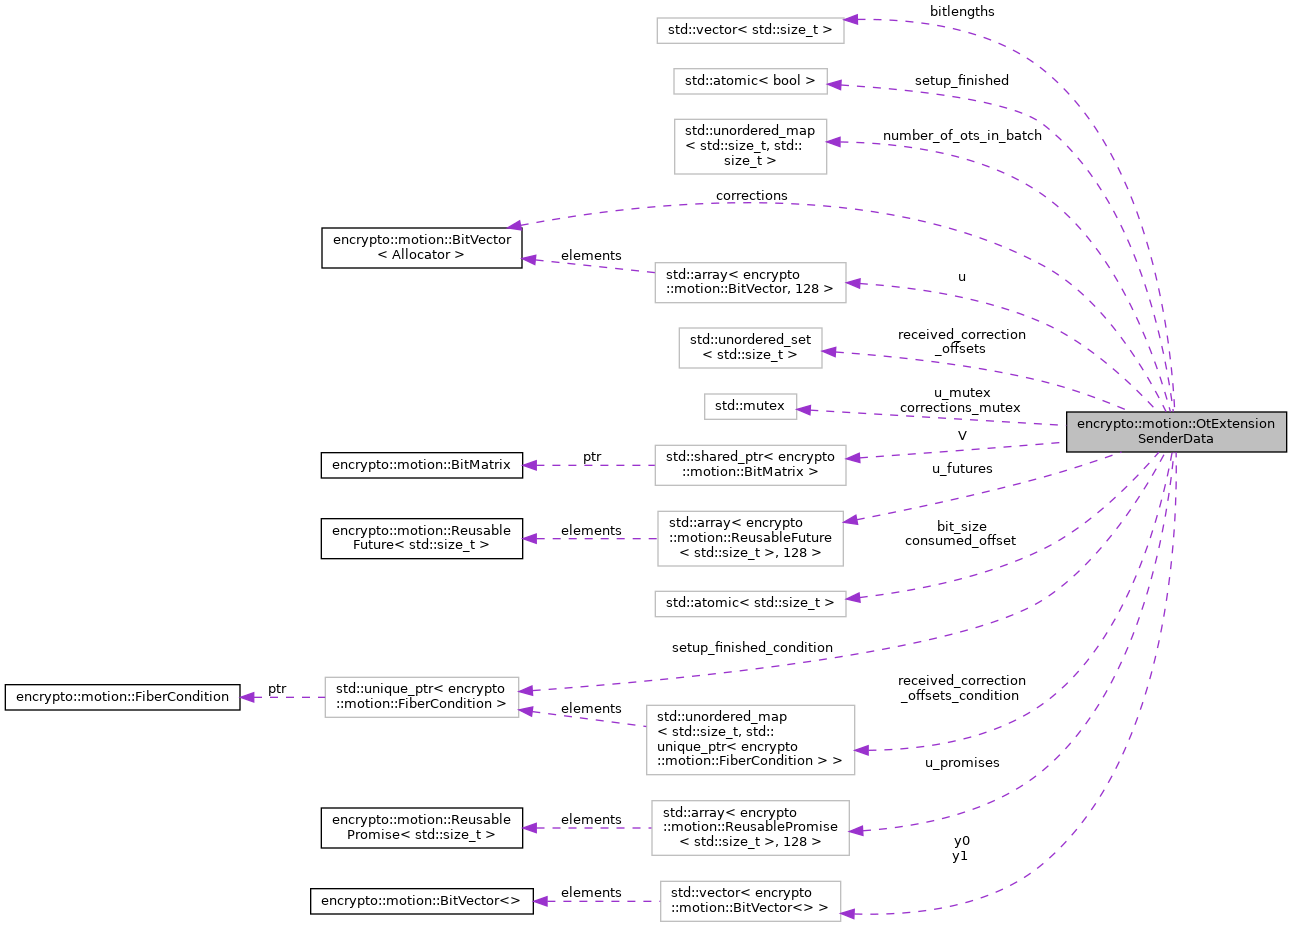 bitlengths
std::vector< std::size_t >
std::atomic< bool >
setup_finished
std::unordered_map
< std::size_t, std::
size_t >
number_of_ots_in_batch
corrections
encrypto::motion::BitVector
< Allocator >
elements
std::array< encrypto
::motion::BitVector, 128 >
u
std::unordered_set
< std::size_t >
received_correction
_offsets
std::mutex
u_mutex
corrections_mutex
encrypto::motion::OtExtension
SenderData
encrypto::motion::BitMatrix
ptr
std::shared_ptr< encrypto
::motion::BitMatrix >
V
u_futures
encrypto::motion::Reusable
Future< std::size_t >
elements
std::array< encrypto
::motion::ReusableFuture
< std::size_t >, 128 >
bit_size
consumed_offset
std::atomic< std::size_t >
setup_finished_condition
encrypto::motion::FiberCondition
ptr
std::unique_ptr< encrypto
::motion::FiberCondition >
elements
std::unordered_map
< std::size_t, std::
unique_ptr< encrypto
::motion::FiberCondition > >
received_correction
_offsets_condition
u_promises
encrypto::motion::Reusable
Promise< std::size_t >
elements
std::array< encrypto
::motion::ReusablePromise
< std::size_t >, 128 >
y0
y1
encrypto::motion::BitVector<>
elements
std::vector< encrypto
::motion::BitVector<> >